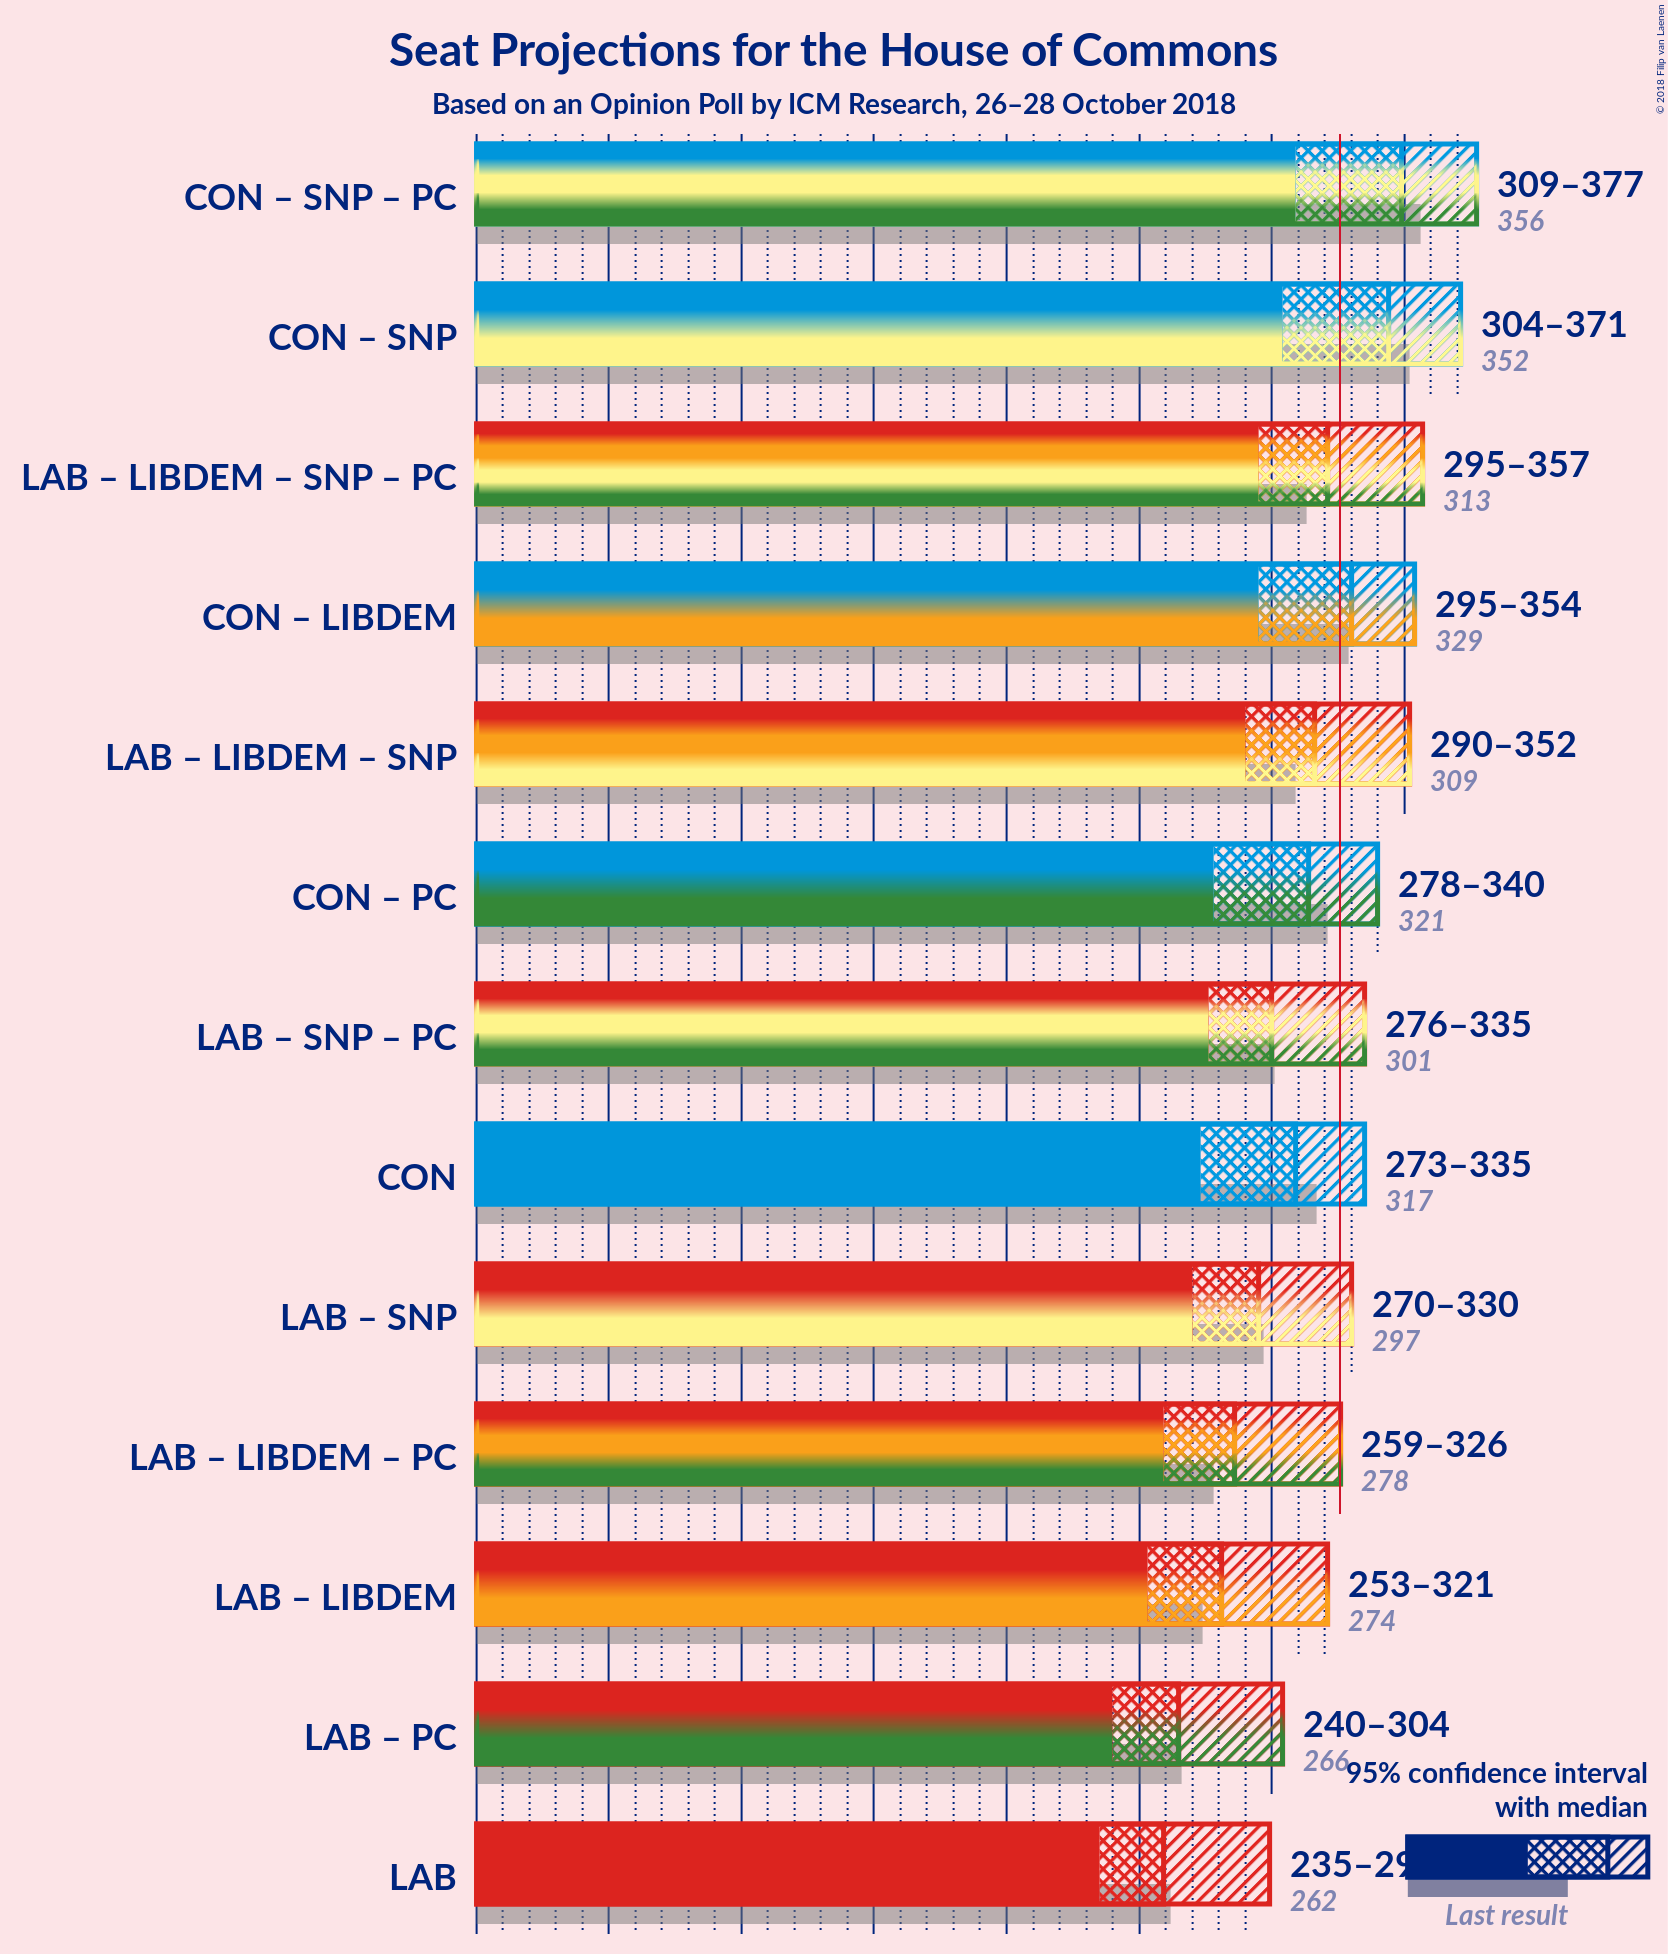 Seat Projections for the House of Commons
Based on an Opinion Poll by ICM Research, 26–28 October 2018
© 2018 Filip van Laenen
CON – SNP – PC
309–377
356
CON – SNP
304–371
352
LAB – LIBDEM – SNP – PC
295–357
313
CON – LIBDEM
295–354
329
LAB – LIBDEM – SNP
290–352
309
CON – PC
278–340
321
LAB – SNP – PC
276–335
301
CON
273–335
317
LAB – SNP
270–330
297
LAB – LIBDEM – PC
259–326
278
LAB – LIBDEM
253–321
274
LAB – PC
240–304
266
LAB
235–29
262
95% confidence interval
with median
Last result